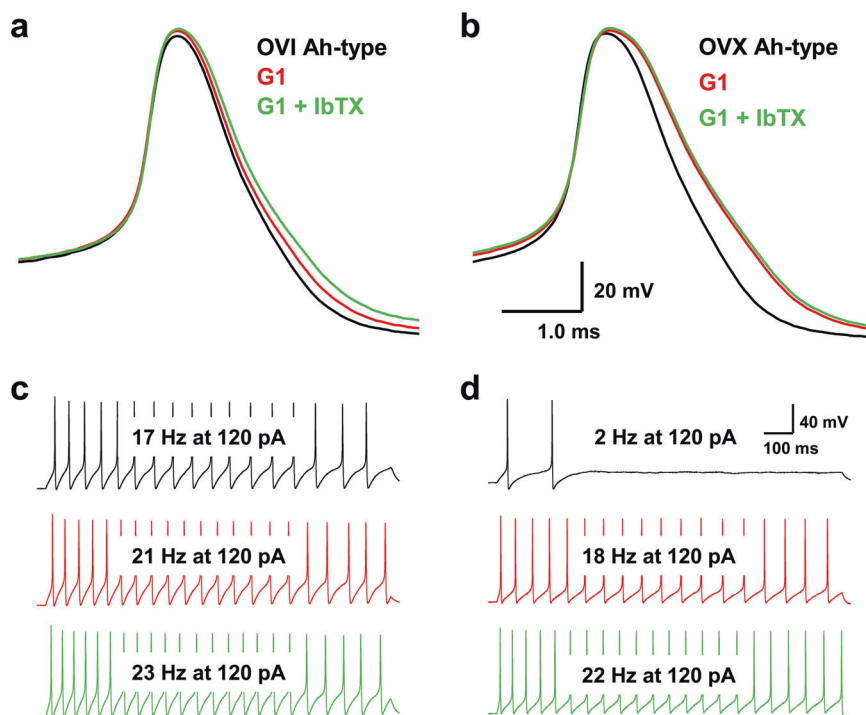 a
OVI Ah-type
G1
G1 + IbTX
b
OVX Ah-type
G1
G1 + IbTX
20 mV
1.0 ms
c
17 Hz at 120 pA
21 Hz at 120 pA
23 Hz at 120 pA
d
2 Hz at 120 pA
40 mV
100 ms
18 Hz at 120 pA
22 Hz at 120 pA